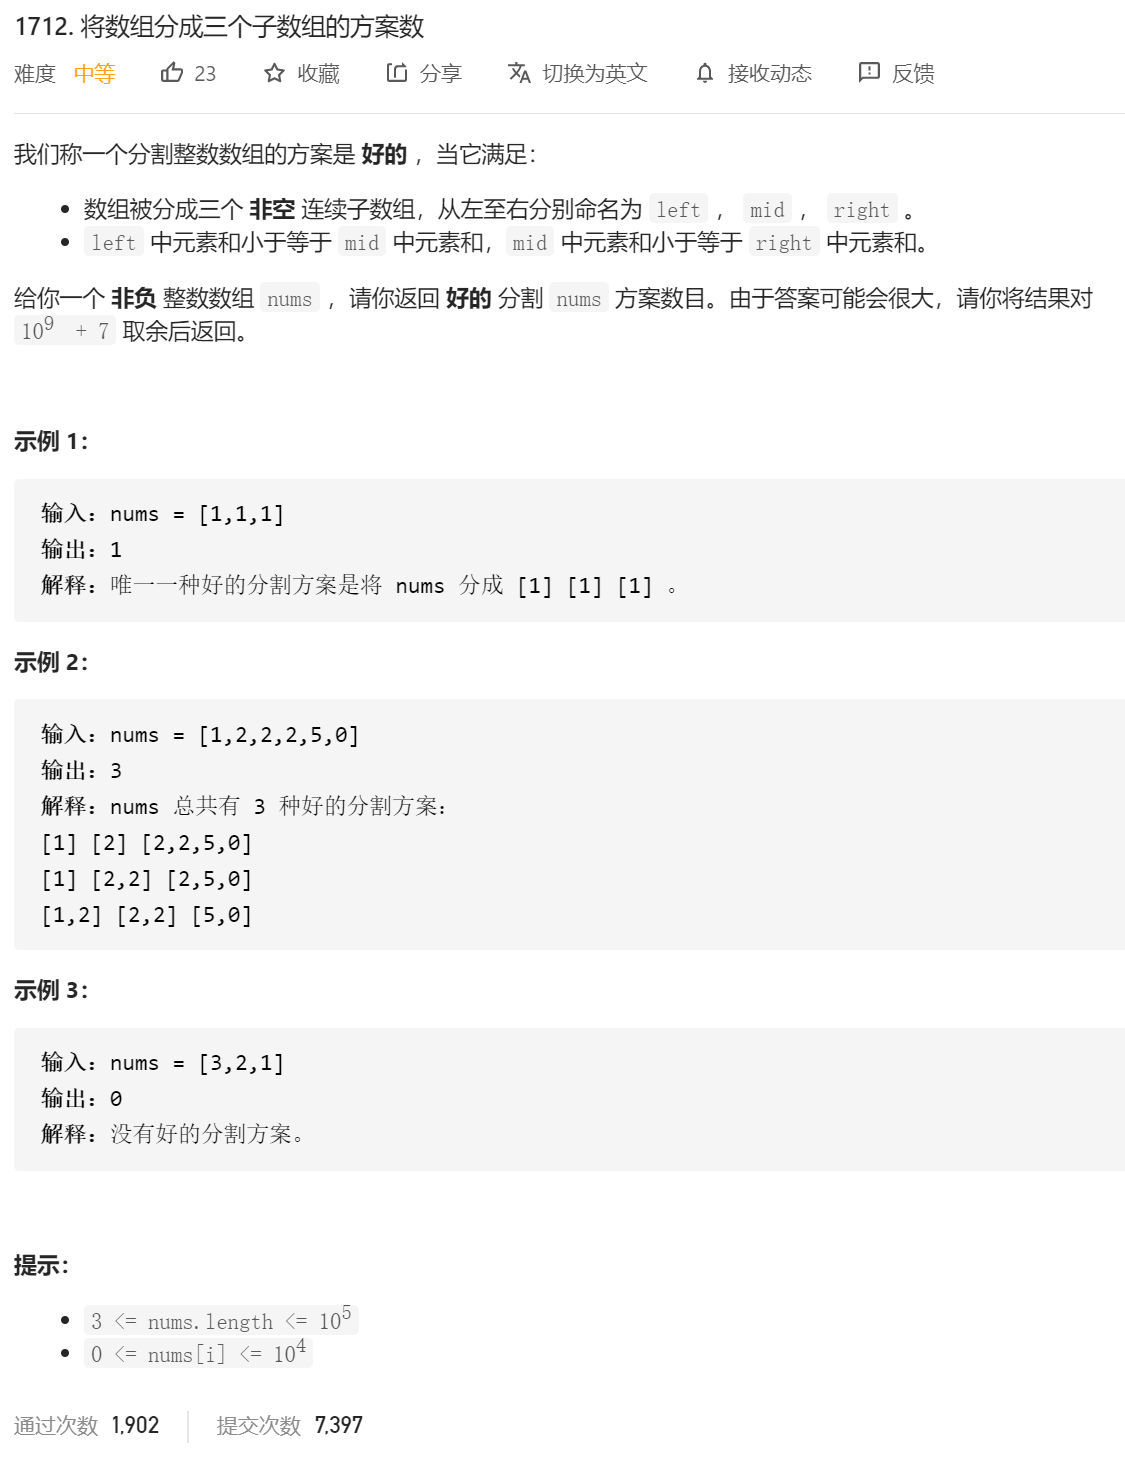 1712. 将数组分成三个子数组的方案数
难度 中等 23 收藏 分享 切换为英文 接收动态 反馈
我们称一个分割整数数组的方案是 好的 ，当它满足：
数组被分成三个 非空 连续子数组，从左至右分别命名为 left ， mid ， right 。
left 中元素和小于等于 mid 中元素和，mid 中元素和小于等于 right 中元素和。
给你一个 非负 整数数组 nums ，请你返回 好的 分割 nums 方案数目。由于答案可能会很大，请你将结果对
10^9 + 7 取余后返回。
示例 1：
输入：nums = [1,1,1]
输出：1
解释：唯一一种好的分割方案是将 nums 分成 [1] [1] [1] 。
示例 2：
输入：nums = [1,2,2,2,5,0]
输出：3
解释：nums 总共有 3 种好的分割方案：
[1] [2] [2,2,5,0]
[1] [2,2] [2,5,0]
[1,2] [2,2] [5,0]
示例 3：
输入：nums = [3,2,1]
输出：0
解释：没有好的分割方案。
提示：
3 <= nums.length <= 10^5
0 <= nums[i] <= 10^4
通过次数 1,902 提交次数 7,397